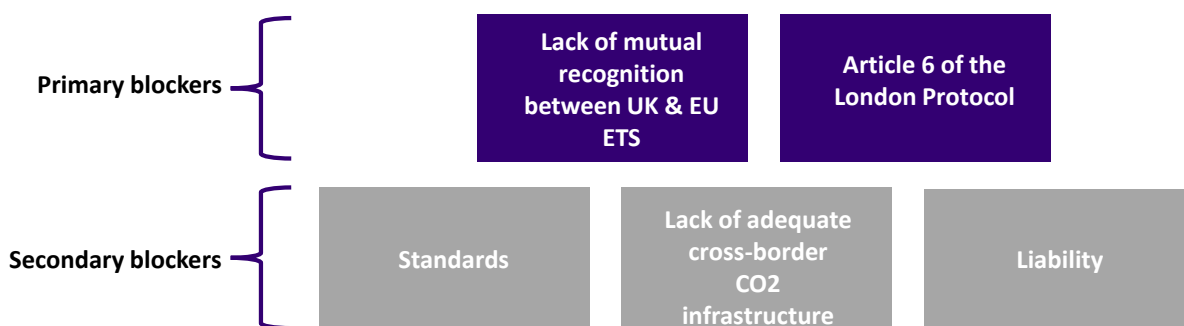 Primary blockers
Lack of mutual
recognition
between UK & EU
ETS
Article 6 of the
London Protocol
Secondary blockers
Standards
Lack of adequate
cross-border
CO2
infrastructure
Liability